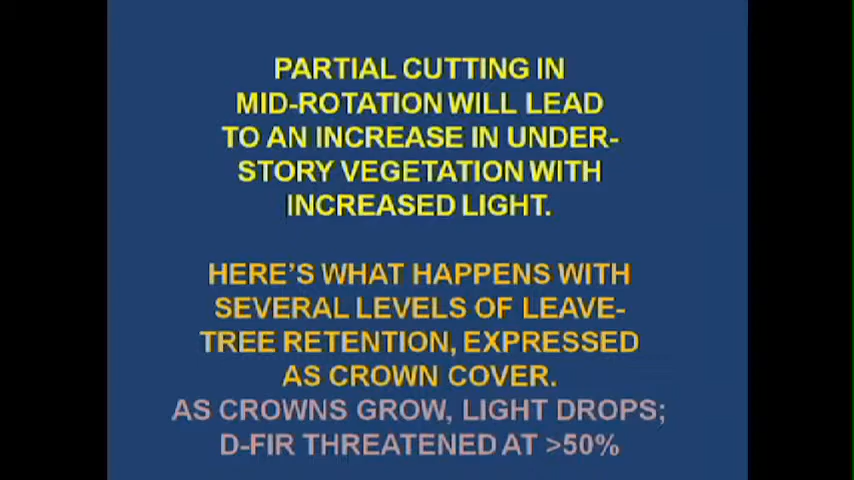 PARTIAL CUTTING IN
MID-ROTATION WILL LEAD
TO AN INCREASE IN UNDER-
STORY VEGETATION WITH
INCREASED LIGHT.
HERE'S WHAT HAPPENS WITH
SEVERAL LEVELS OF LEAVE-
TREE RETENTION, EXPRESSED
AS CROWN COVER.
AS CROWNS GROW, LIGHT DROPS;
D-FIR THREATENED AT >50%